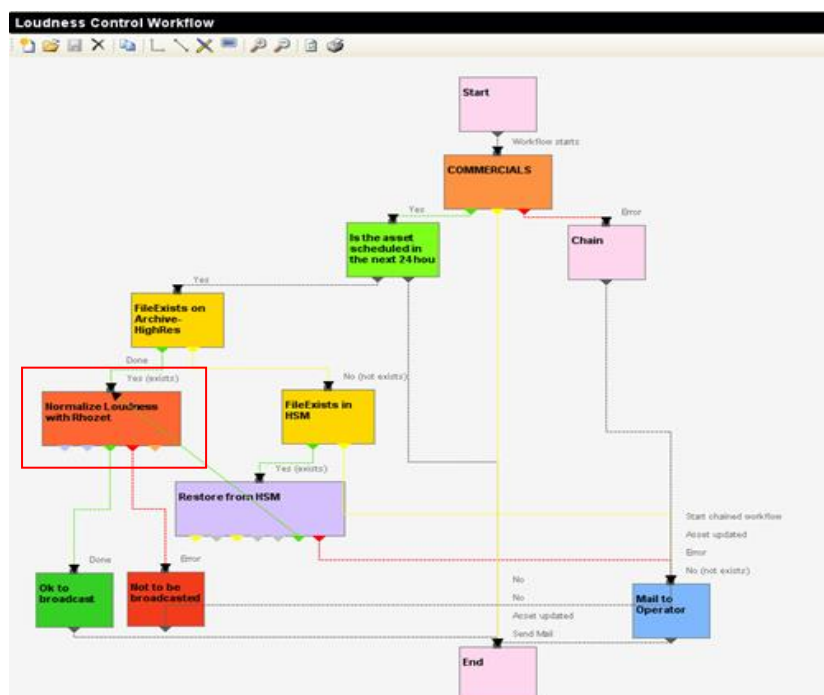 Loudness Control Workflow
Start
Workflow starts
COMMERCIALS
Yes
Error
Is the asset
scheduled in
the next 24 hou
Chain
Yes
FileExists on
Archive-
HighRes
Done
Yes (exists)
No (not exists)
Normalize Loudness
with Rhozet
FileExists in
HSM
Yes (exists)
Restore from HSM
Start chained workflow
Asset updated
Error
No (not exists)
Done
Error
Ok to
broadcast
Not to be
broadcasted
No
No
Asset updated
Send Mail
Mail to
Operator
End